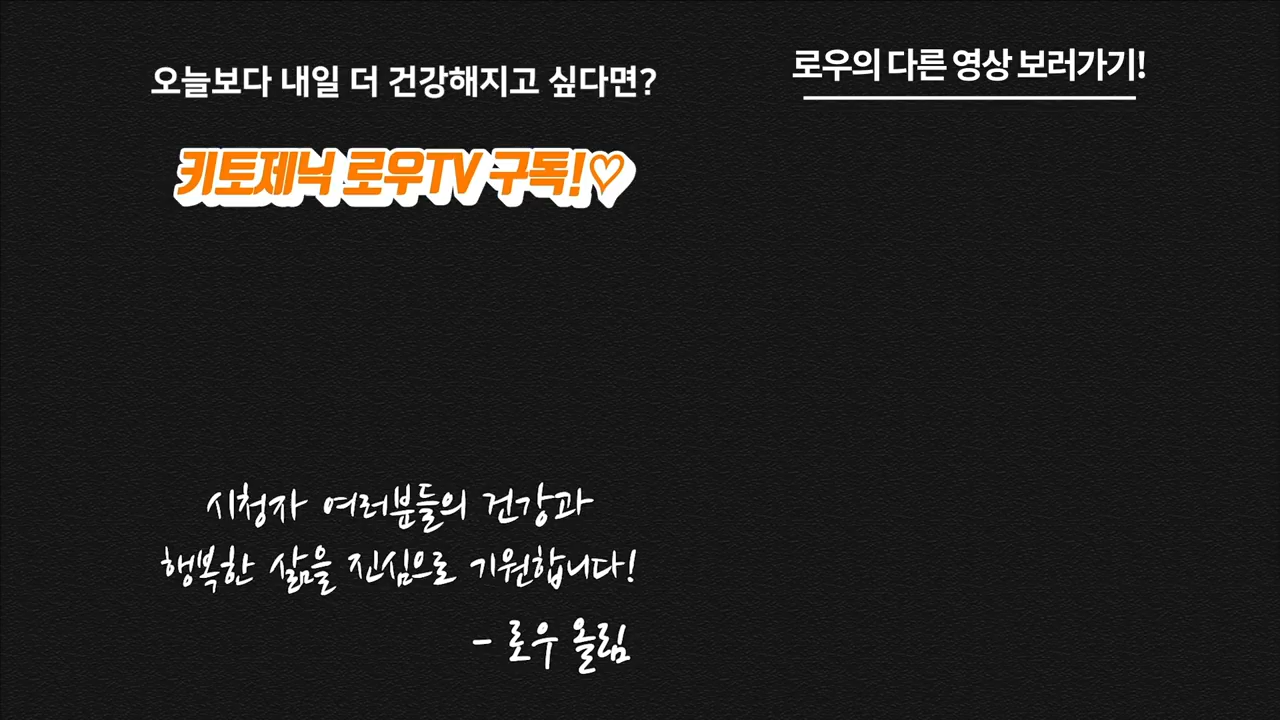 오늘보다 내일 더 건강해지고 싶다면?
키토제닉 로우TV 구독!♡
시청자 여러분들의 건강과
행복한 삶을 진심으로 기원합니다!
- 로우 올림
로우의 다른 영상 보러가기!